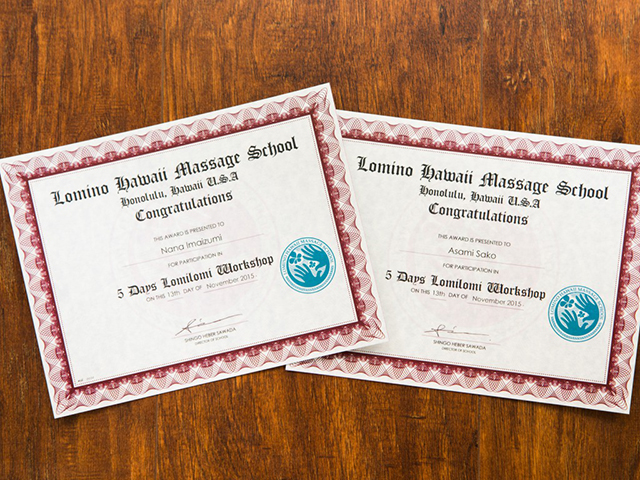 Lomino Hawaii Massage School
Honolulu, Hawaii U.S.A
Congratulations
THIS AWARD IS PRESENTED TO
Nana Imaizumi
FOR PARTICIPATION IN
5 Days Lomilomi Workshop
ON THIS 13th DAY OF November 2015
SHINGO HEBER SAWADA
DIRECTOR OF SCHOOL
Lomino Hawaii Massage School
Honolulu, Hawaii U.S.A
Congratulations
THIS AWARD IS PRESENTED TO
Asami Sako
FOR PARTICIPATION IN
5 Days Lomilomi Workshop
ON THIS 13th DAY OF November 2015
SHINGO HEBER SAWADA
DIRECTOR OF SCHOOL